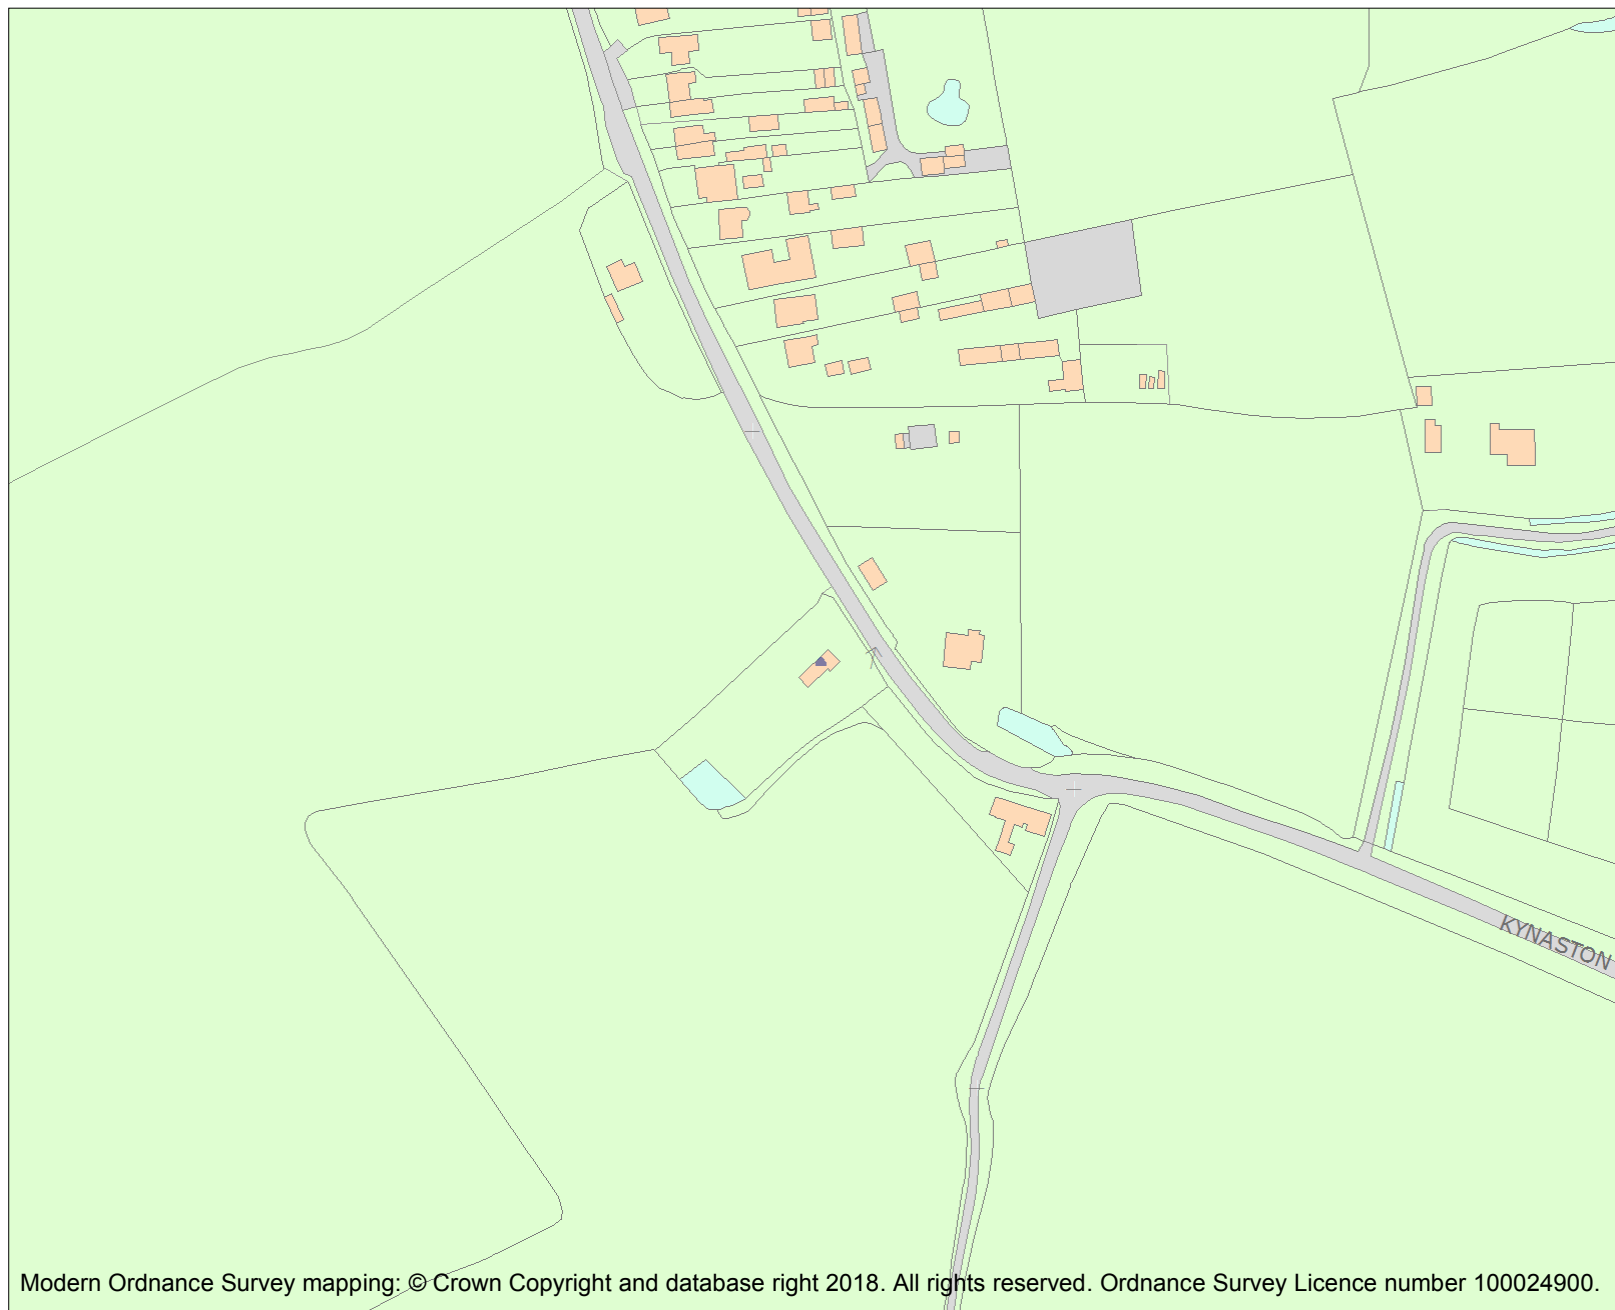 KYNASTON
Modern Ordnance Survey mapping: © Crown Copyright and database right 2018. All rights reserved. Ordnance Survey Licence number 100024900.